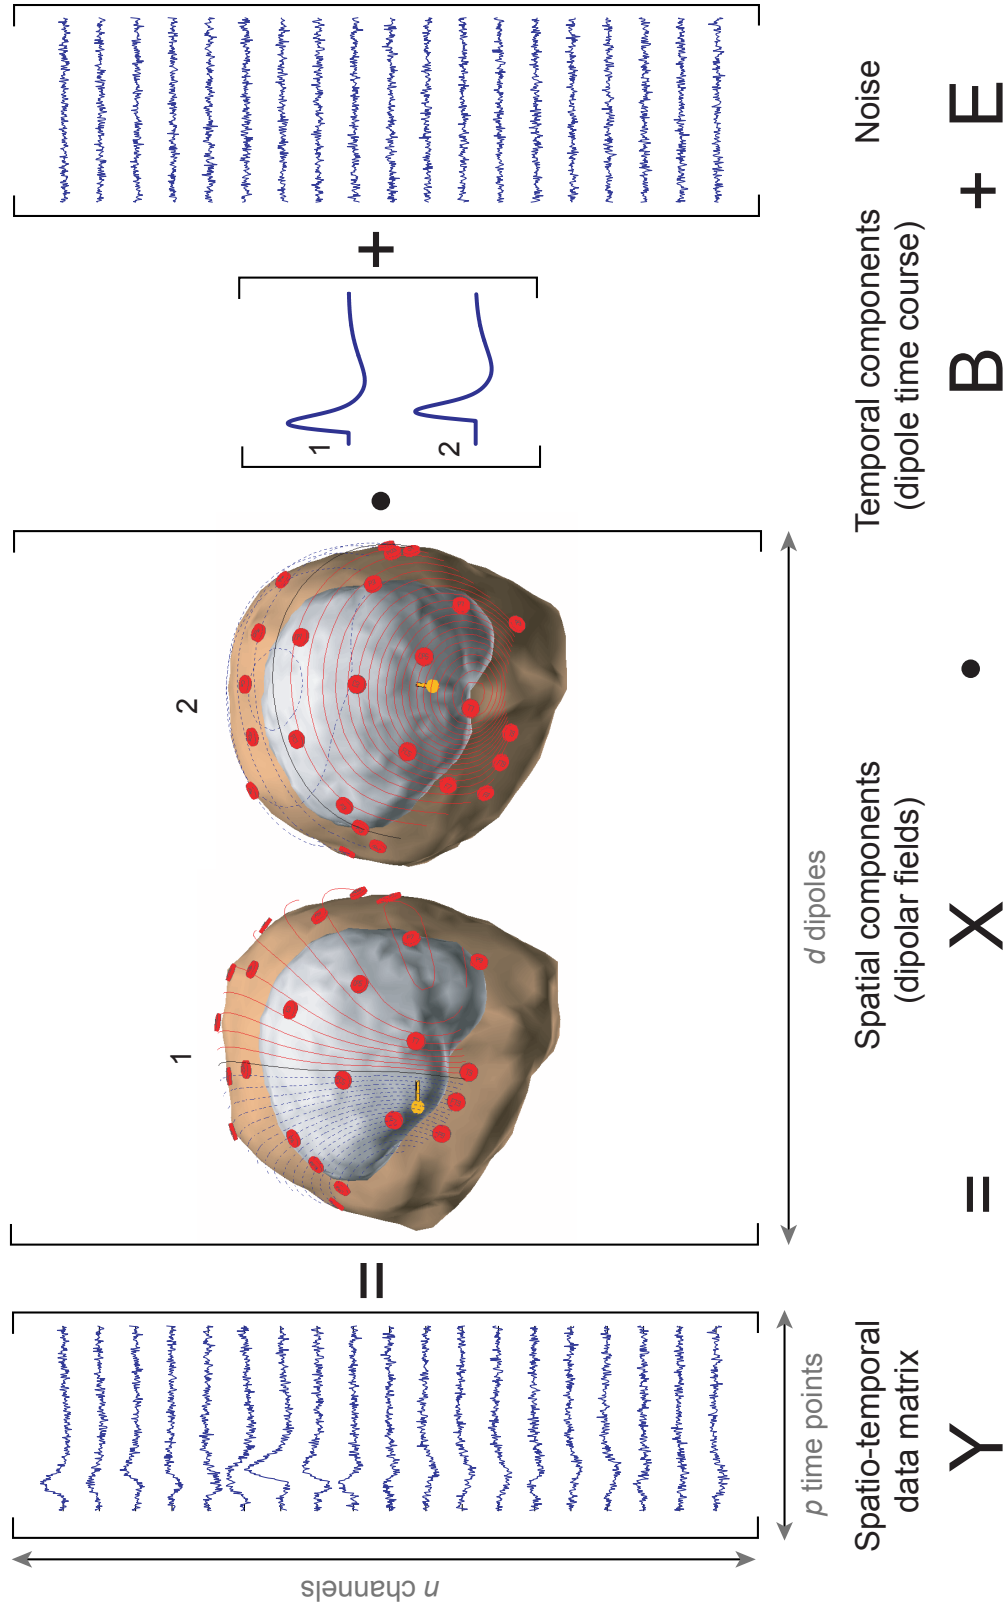 n channels
p time points
Spatio-temporal
data matrix
Y
=
=
1
2
d dipoles
Spatial components
(dipolar fields)
X
•
•
1
2
Temporal components
(dipole time course)
B
+
+
Noise
E